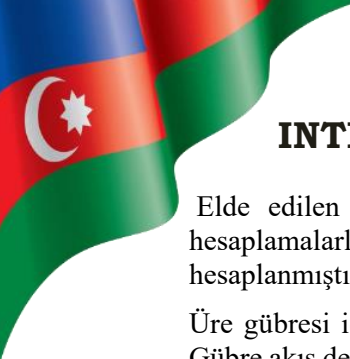 INT
Elde edilen
hesaplamalarl
hesaplanmıştı
Üre gübresi i
Gübre akış de